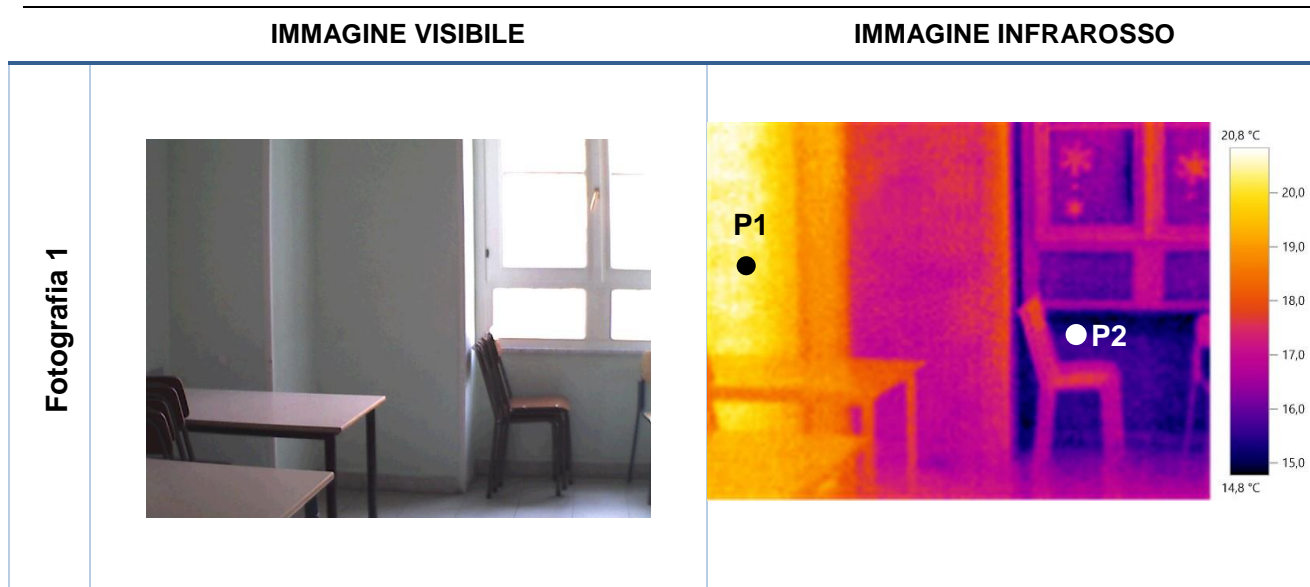 IMMAGINE VISIBILE
IMMAGINE INFRAROSSO
Fotografia 1
P1
P2
20,8 °C
20,0
19,0
18,0
17,0
16,0
15,0
14,8 °C